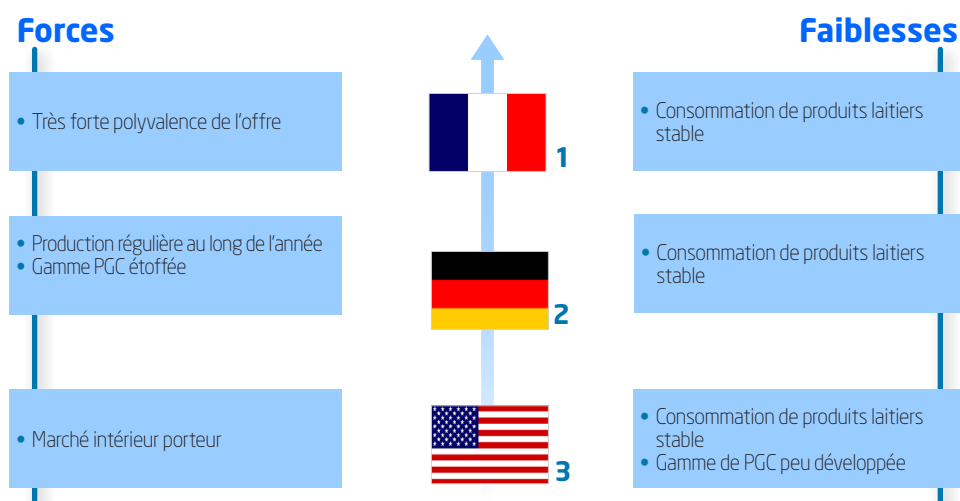 Forces
Faiblesses
• Très forte polyvalence de l'offre
1
• Consommation de produits laitiers
stable
• Production régulière au long de l'année
• Gamme PGC étoffée
2
• Consommation de produits laitiers
stable
• Marché intérieur porteur
3
• Consommation de produits laitiers
stable
• Gamme de PGC peu développée